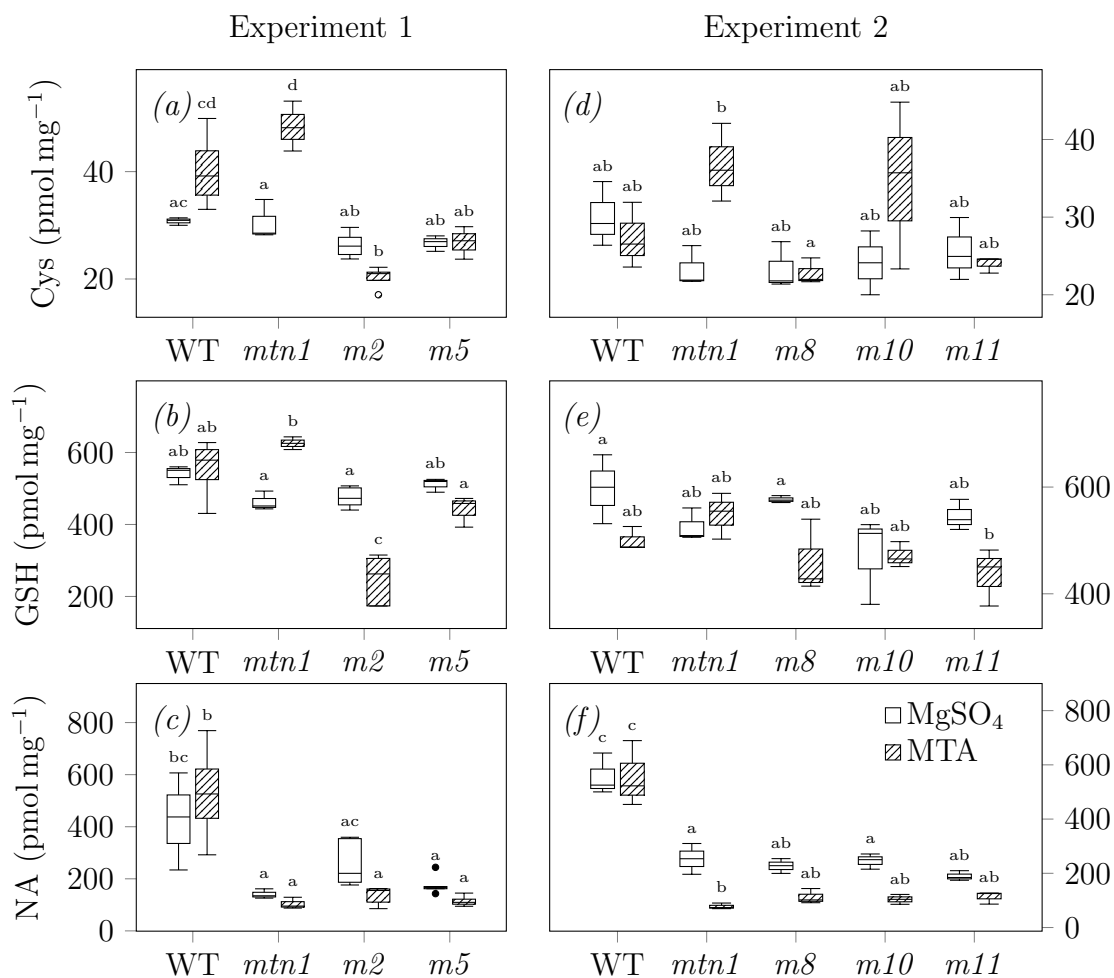 Experiment 1 Experiment 2
(a) cd d ac a ab b ab ab
Cys (pmol mg⁻¹)
40
20
WT mtn1 m2 m5
(d) ab ab ab b ab a ab ab ab ab
40
30
20
WT mtn1 m8 m10 m11
(b) ab ab a b a c ab a
GSH (pmol mg⁻¹)
600
400
200
WT mtn1 m2 m5
(e) a ab ab ab a ab ab ab ab b
600
400
WT mtn1 m8 m10 m11
(c) bc b a a ac a a a
NA (pmol mg⁻¹)
800
600
400
200
0
WT mtn1 m2 m5
(f) c c a b ab ab a ab ab ab
MgSO₄
MTA
800
600
400
200
0
WT mtn1 m8 m10 m11